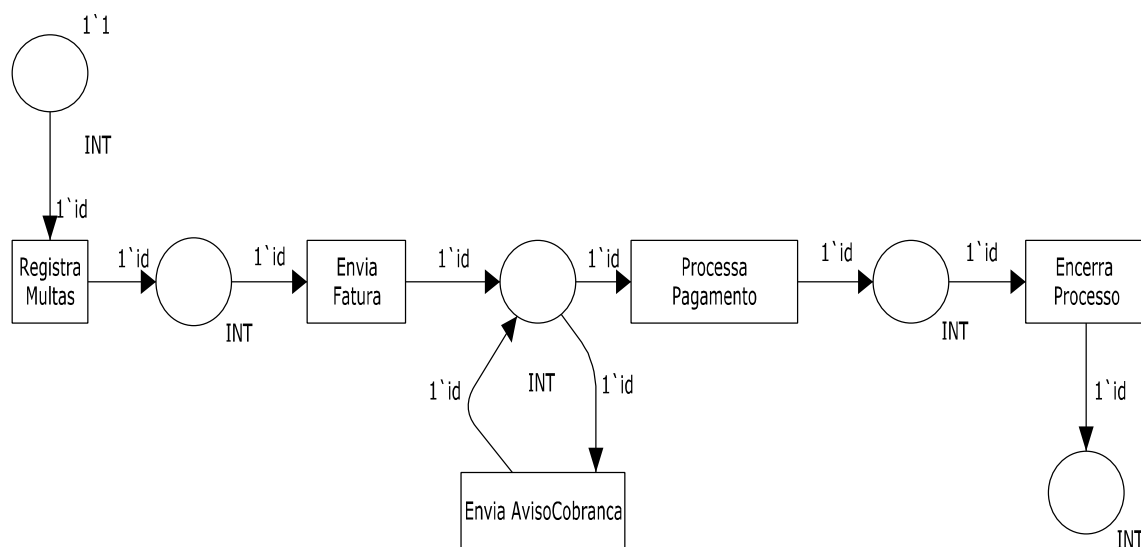 1`1
INT
1`id
Registra
Multas
1`id
INT
1`id
Envia
Fatura
1`id
INT
1`id
Processa
Pagamento
1`id
INT
1`id
Encerra
Processo
1`id
1`id
1`id
Envia AvisoCobranca
INT